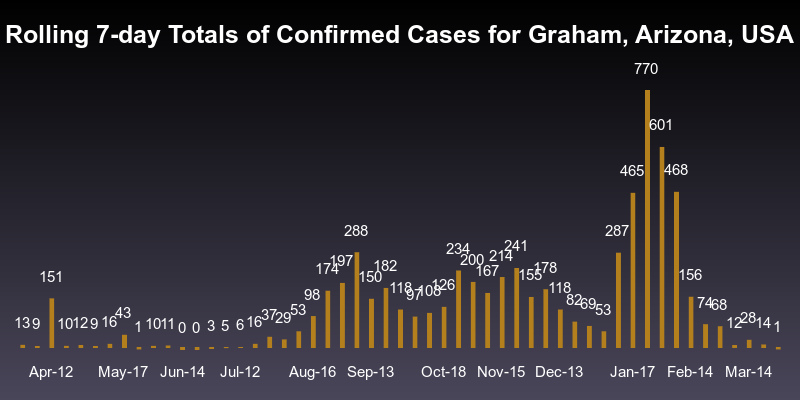 Rolling 7-day Totals of Confirmed Cases for Graham, Arizona, USA
13 9 151 10 12 9 16 43 1 10 11 0 0 3 5 6 16 37 29 53 98 174 197 288 150 182 118 97 108 126 234 200 167 214 241 155 178 118 82 69 53 287 465 770 601 468 156 74 68 12 28 14 1
Apr-12 May-17 Jun-14 Jul-12 Aug-16 Sep-13 Oct-18 Nov-15 Dec-13 Jan-17 Feb-14 Mar-14